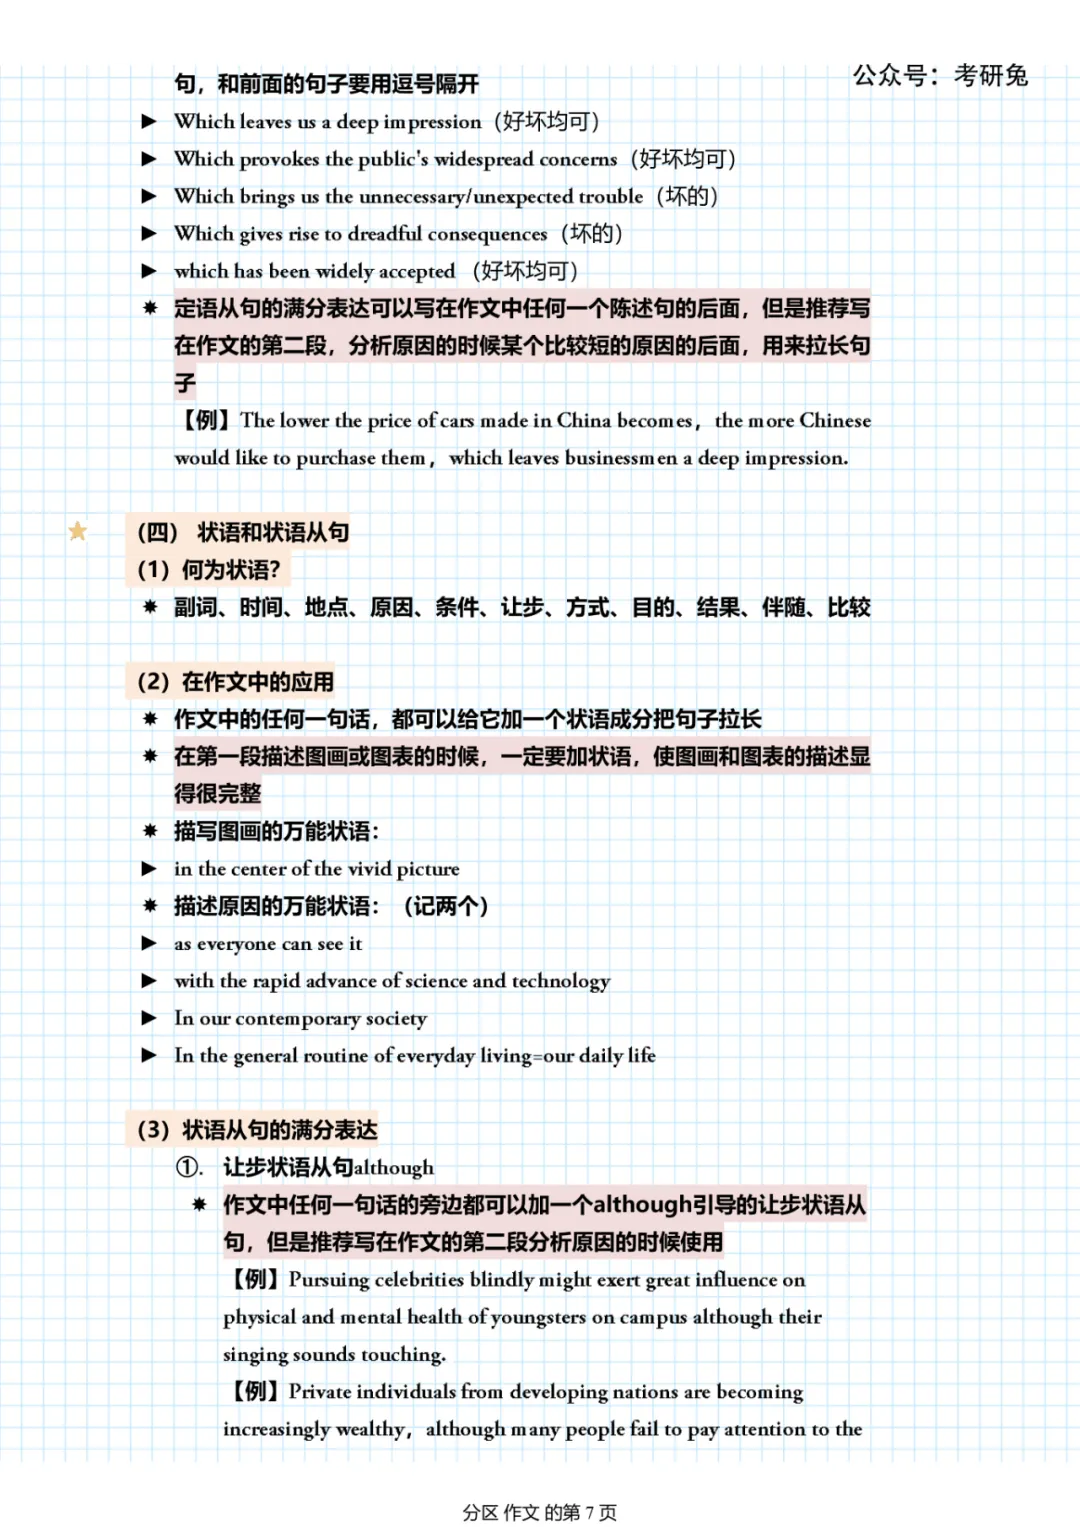 公众号：考研兔
句，和前面的句子要用逗号隔开
► Which leaves us a deep impression（好坏均可）
► Which provokes the public's widespread concerns（好坏均可）
► Which brings us the unnecessary/unexpected trouble（坏的）
► Which gives rise to dreadful consequences（坏的）
► which has been widely accepted（好坏均可）
✷ 定语从句的满分表达可以写在作文中任何一个陈述句的后面，但是推荐写
在作文的第二段，分析原因的时候某个比较短的原因的后面，用来拉长句
子
【例】The lower the price of cars made in China becomes，the more Chinese
would like to purchase them，which leaves businessmen a deep impression.
（四） 状语和状语从句
（1）何为状语？
✷ 副词、时间、地点、原因、条件、让步、方式、目的、结果、伴随、比较
（2）在作文中的应用
✷ 作文中的任何一句话，都可以给它加一个状语成分把句子拉长
✷ 在第一段描述图画或图表的时候，一定要加状语，使图画和图表的描述显
得很完整
✷ 描写图画的万能状语：
► in the center of the vivid picture
✷ 描述原因的万能状语：（记两个）
► as everyone can see it
► with the rapid advance of science and technology
► In our contemporary society
► In the general routine of everyday living=our daily life
（3）状语从句的满分表达
①. 让步状语从句although
✷ 作文中任何一句话的旁边都可以加一个although引导的让步状语从
句，但是推荐写在作文的第二段分析原因的时候使用
【例】Pursuing celebrities blindly might exert great influence on
physical and mental health of youngsters on campus although their
singing sounds touching.
【例】Private individuals from developing nations are becoming
increasingly wealthy，although many people fail to pay attention to the
分区 作文 的第 7 页